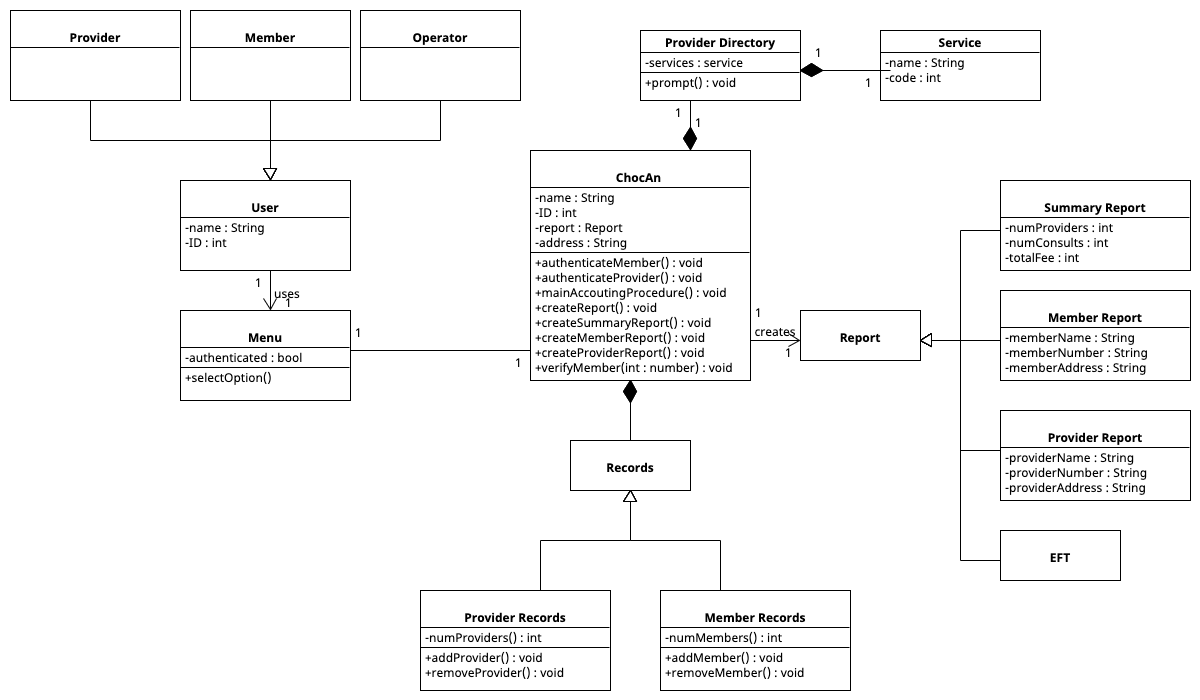 Provider
Member
Operator
Provider Directory
-services : service
+prompt() : void
1
1
Service
-name : String
-code : int
1
1
User
-name : String
-ID : int
1
uses
1
Menu
-authenticated : bool
+selectOption()
1
1
ChocAn
-name : String
-ID : int
-report : Report
-address : String
+authenticateMember() : void
+authenticateProvider() : void
+mainAccoutingProcedure() : void
+createReport() : void
+createSummaryReport() : void
+createMemberReport() : void
+createProviderReport() : void
+verifyMember(int : number) : void
1
creates
1
Report
Summary Report
-numProviders : int
-numConsults : int
-totalFee : int
Member Report
-memberName : String
-memberNumber : String
-memberAddress : String
Provider Report
-providerName : String
-providerNumber : String
-providerAddress : String
EFT
Records
Provider Records
-numProviders() : int
+addProvider() : void
+removeProvider() : void
Member Records
-numMembers() : int
+addMember() : void
+removeMember() : void